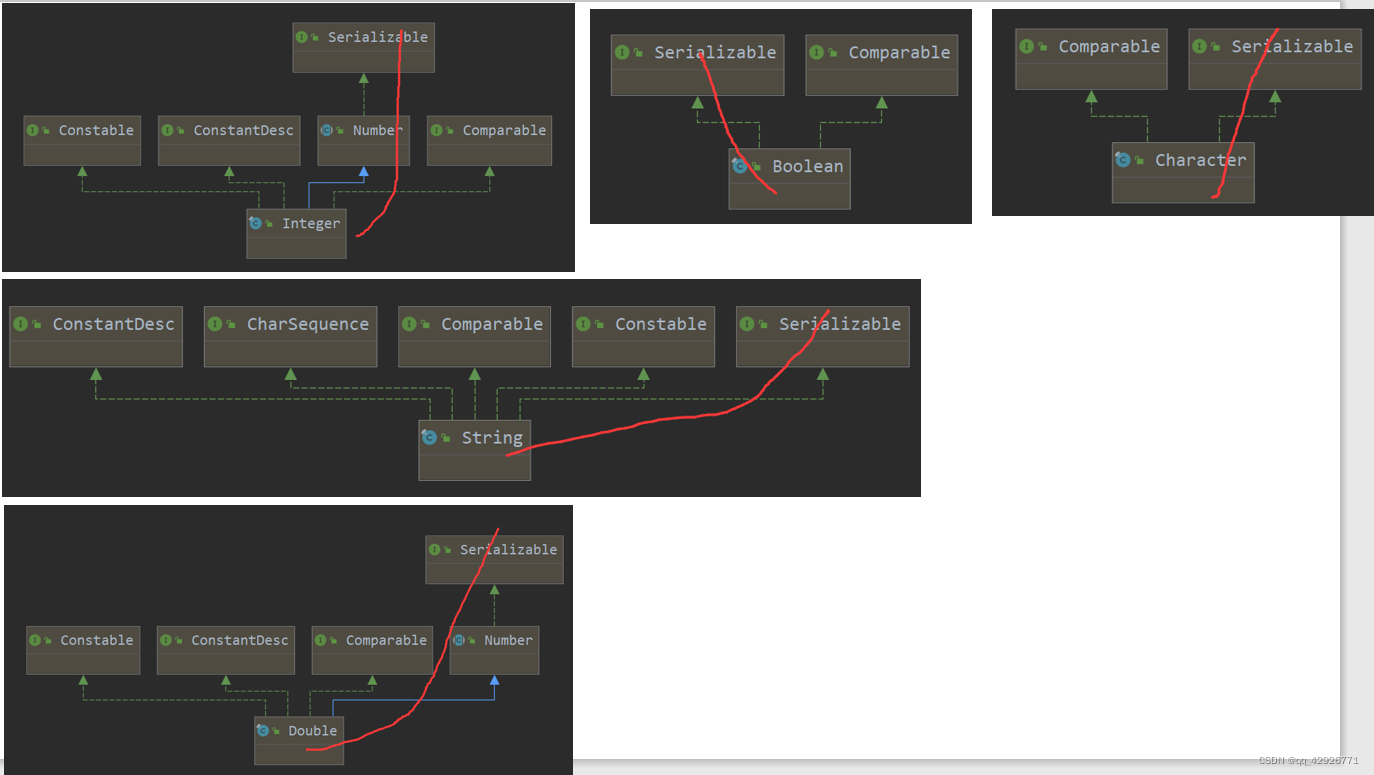 Serializable
Constable ConstantDesc Number Comparable
Integer
Serializable Comparable
Boolean
Comparable Serializable
Character
ConstantDesc CharSequence Comparable Constable Serializable
String
Serializable
Constable ConstantDesc Comparable Number
Double
CSDN @qq_42926771